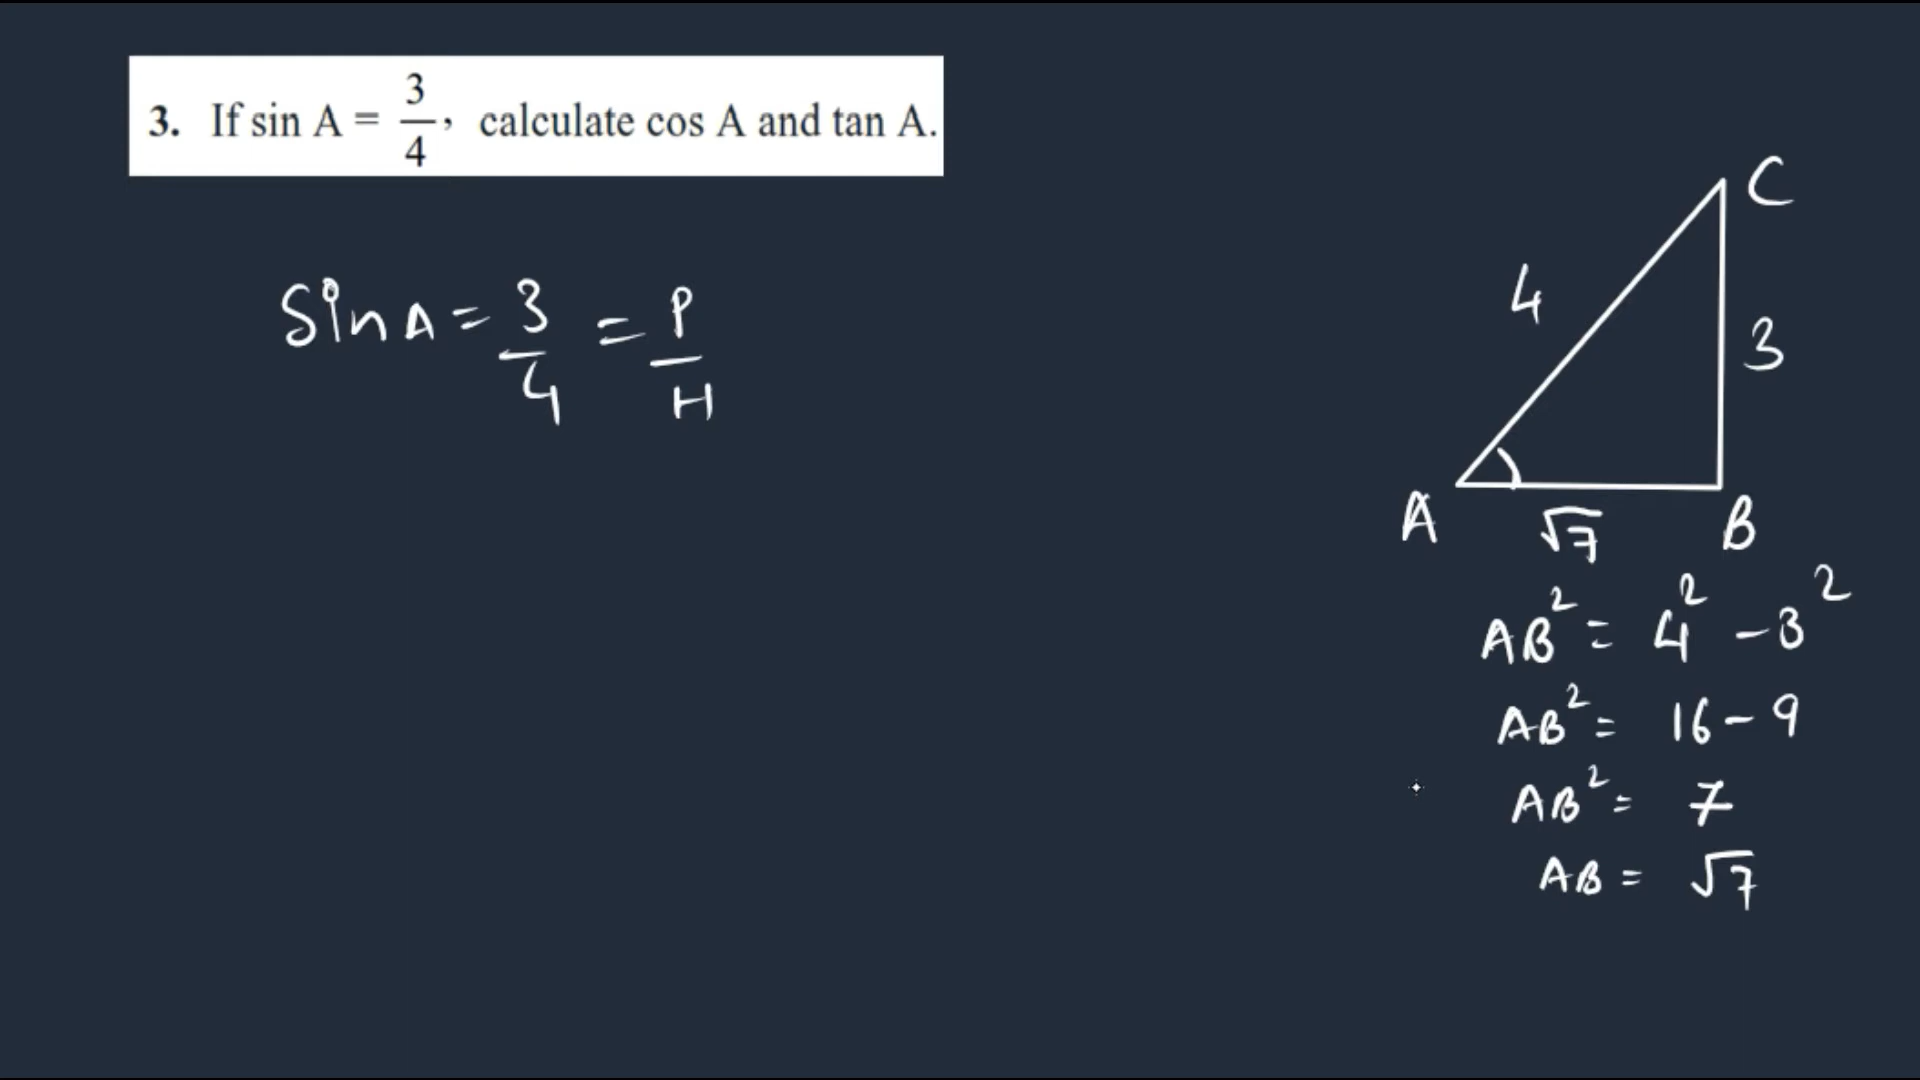 3. If sin A = 3/4, calculate cos A and tan A.
Sin A = 3/4 = P/H
C
4
3
A
√7
B
AB² = 4² - 3²
AB² = 16 - 9
AB² = 7
AB = √7